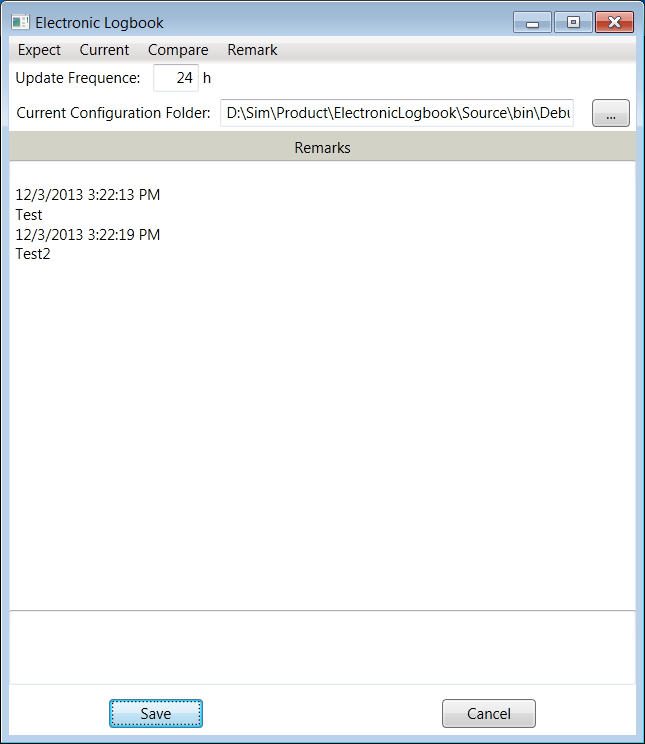 Electronic Logbook
Expect Current Compare Remark
Update Frequence: 24 h
Current Configuration Folder: D:\Sim\Product\ElectronicLogbook\Source\bin\Debu ...
Remarks
12/3/2013 3:22:13 PM
Test
12/3/2013 3:22:19 PM
Test2
Save Cancel